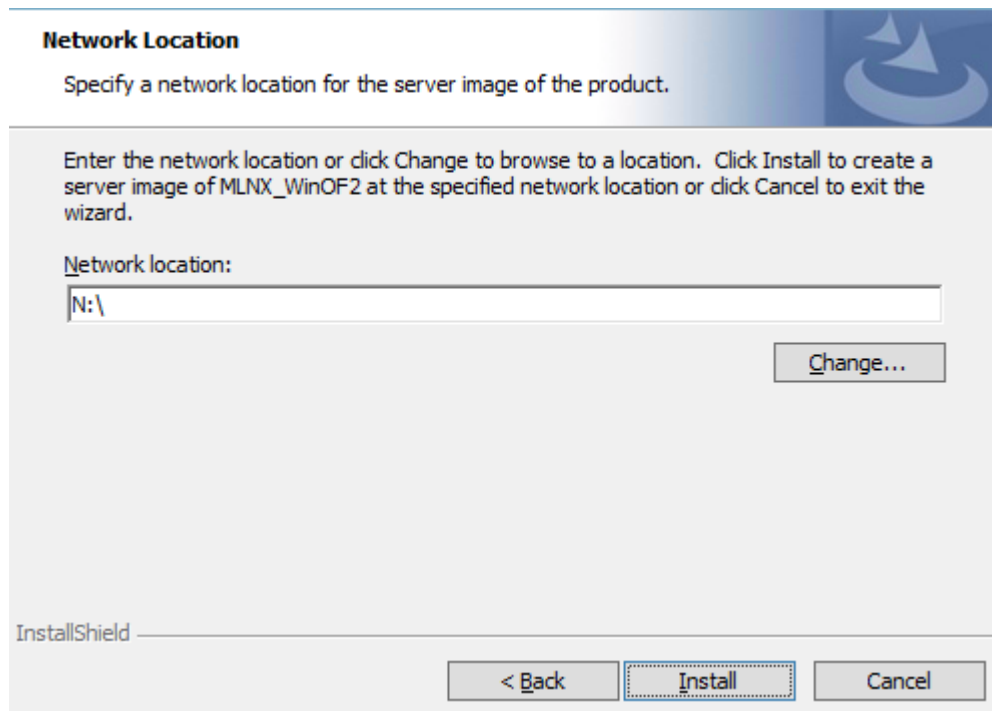 Network Location
Specify a network location for the server image of the product.
Enter the network location or click Change to browse to a location.  Click Install to create a
server image of MLNX_WinOF2 at the specified network location or click Cancel to exit the
wizard.
Network location:
N:\
Change...
InstallShield
< Back
Install
Cancel